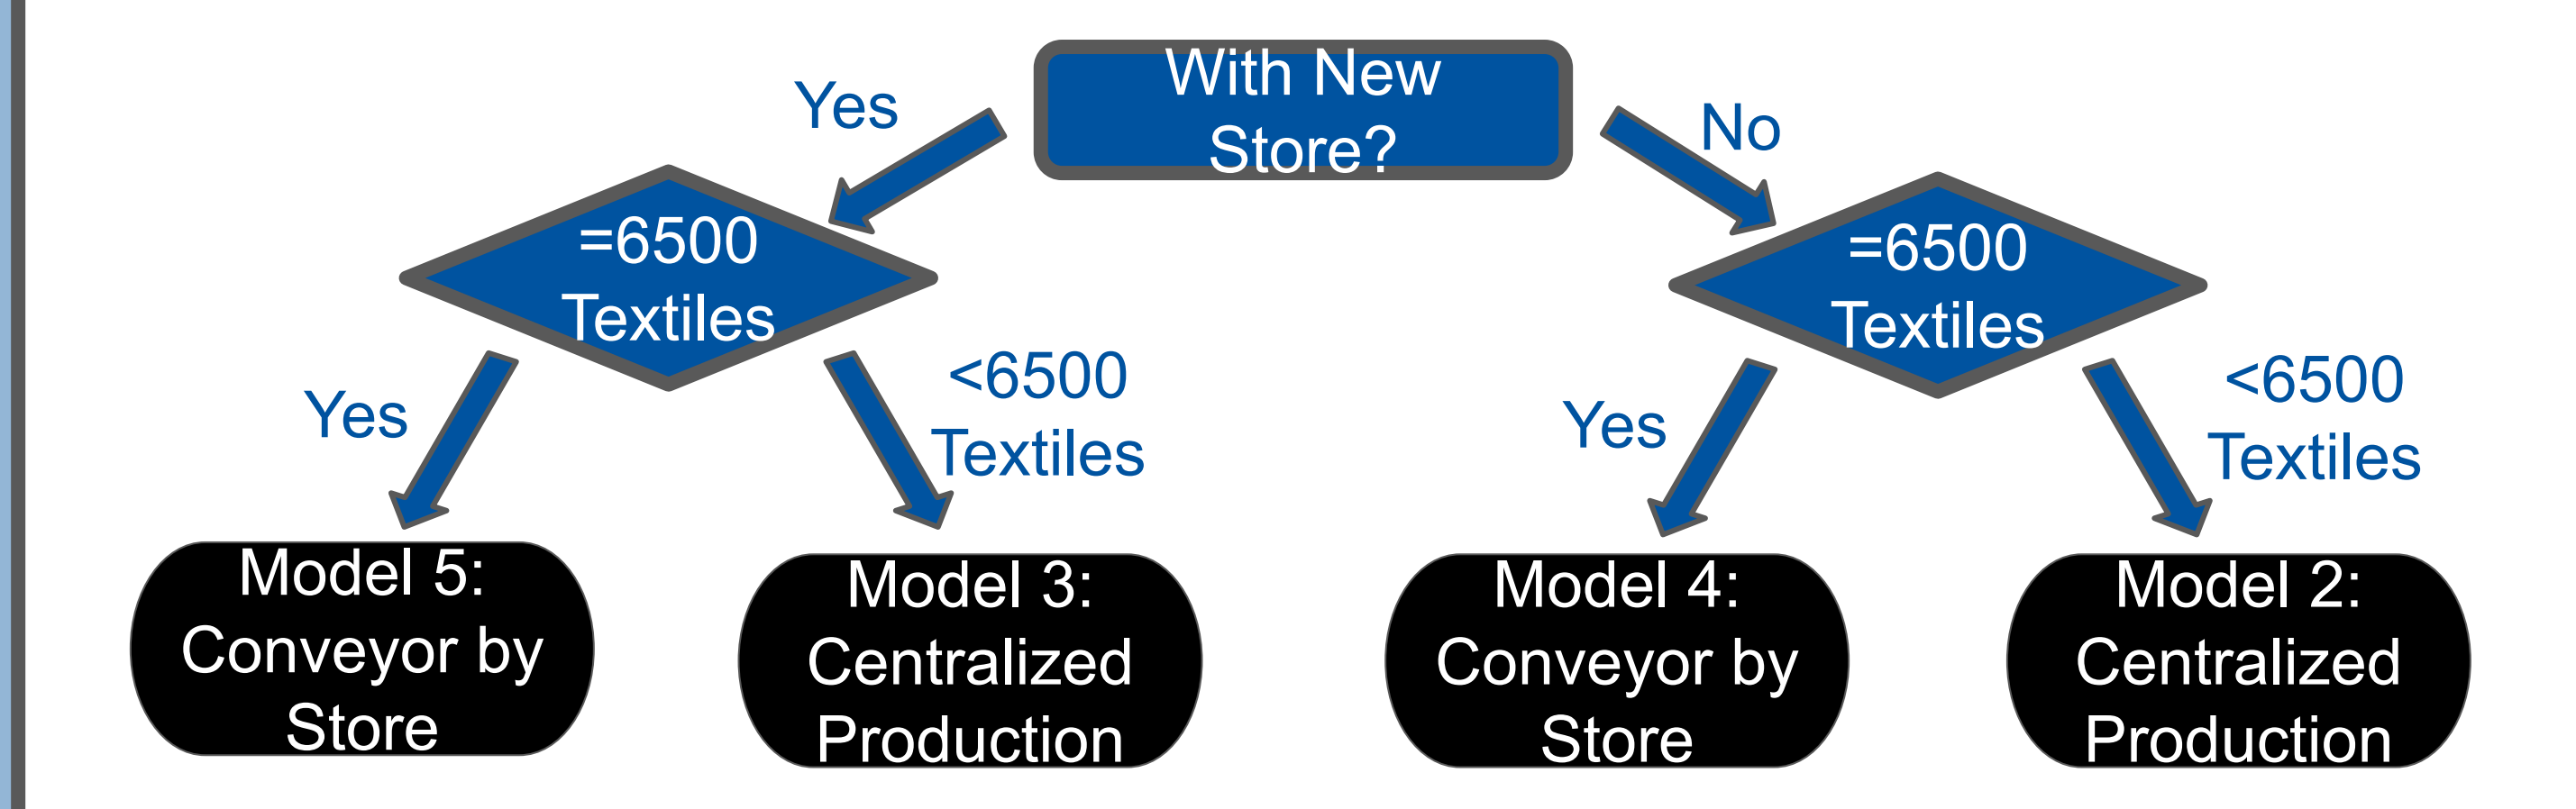 With New
Store?
Yes
No
=6500
Textiles
=6500
Textiles
Yes
<6500
Textiles
Yes
<6500
Textiles
Model 5:
Conveyor by
Store
Model 3:
Centralized
Production
Model 4:
Conveyor by
Store
Model 2:
Centralized
Production